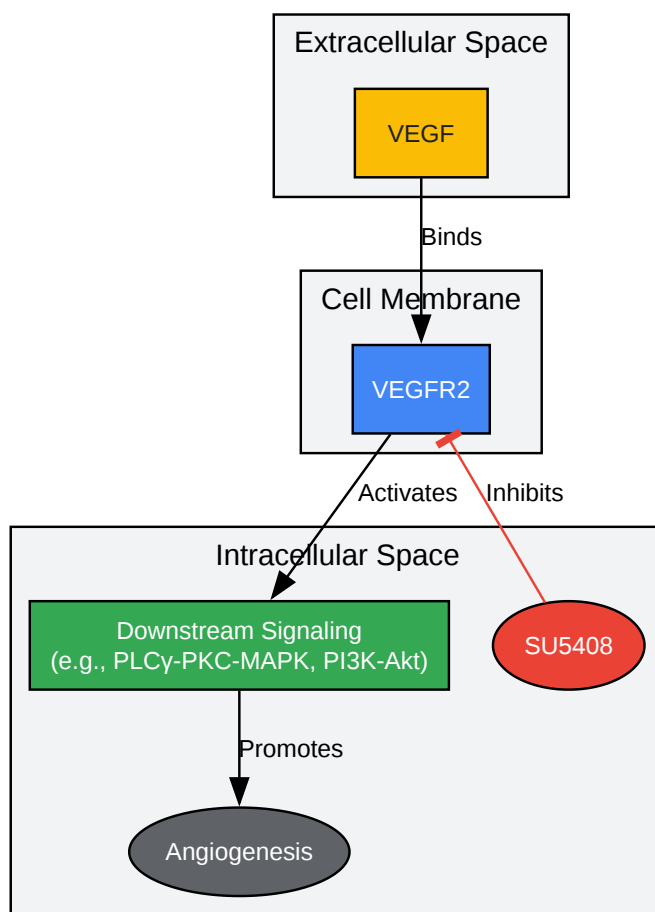 Extracellular Space
VEGF
Binds
Cell Membrane
VEGFR2
Activates
Inhibits
Intracellular Space
Downstream Signaling
(e.g., PLCγ-PKC-MAPK, PI3K-Akt)
SU5408
Promotes
Angiogenesis